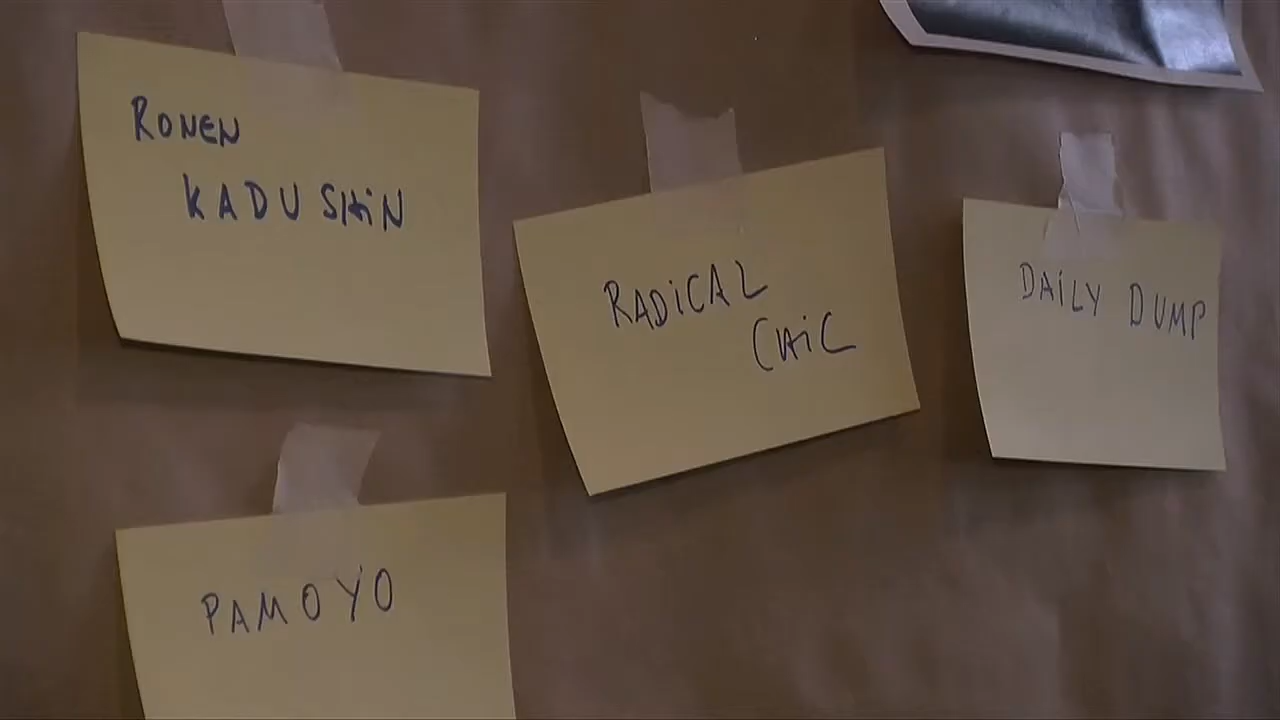 RONEN
KADUSHiN
RADiCAL
CHiC
DAiLY DUMP
PAMOYO